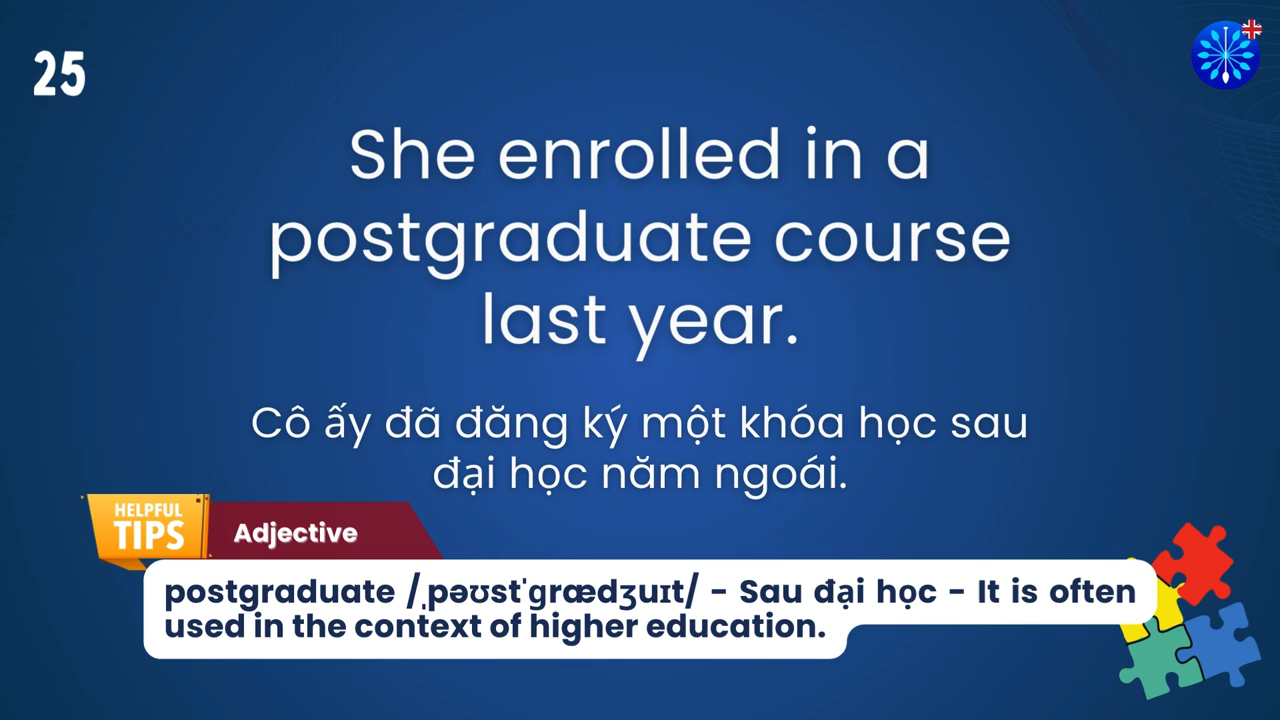 25
She enrolled in a
postgraduate course
last year.
Cô ấy đã đăng ký một khóa học sau
đại học năm ngoái.
HELPFUL
TIPS
Adjective
postgraduate /ˌpəʊstˈɡrædʒuɪt/ - Sau đại học - It is often
used in the context of higher education.